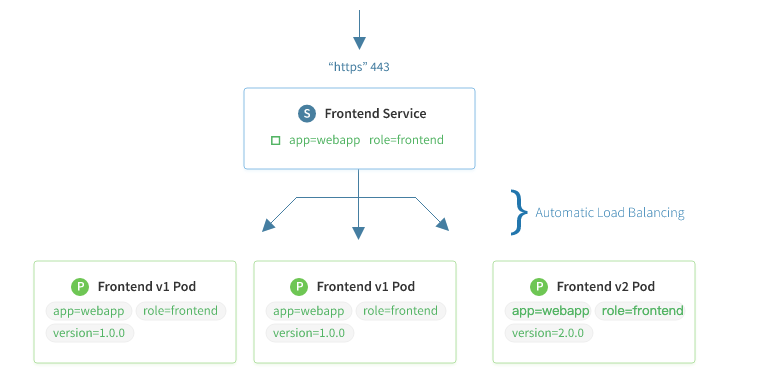 “https” 443
S Frontend Service
app=webapp role=frontend
Automatic Load Balancing
P Frontend v1 Pod
app=webapp role=frontend
version=1.0.0
P Frontend v1 Pod
app=webapp role=frontend
version=1.0.0
P Frontend v2 Pod
app=webapp role=frontend
version=2.0.0